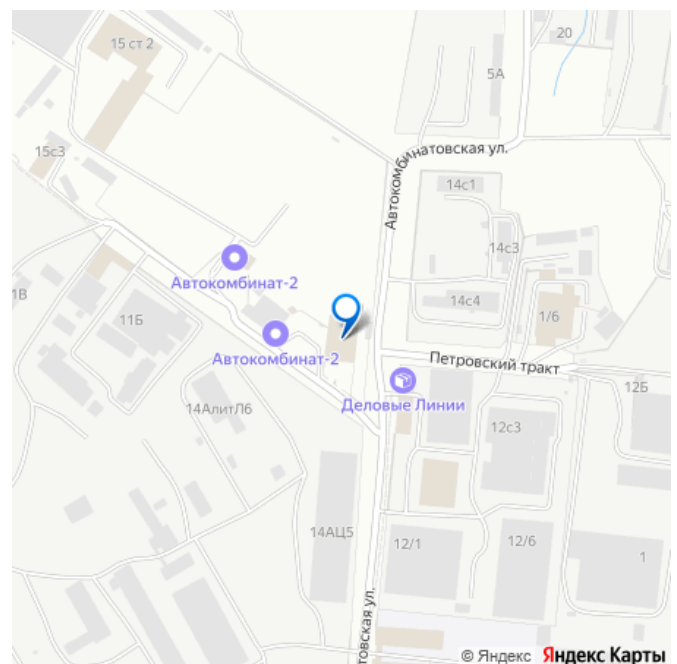 15 ст 2
20
5А
15с3
Автокомбинатовская ул.
14с1
14с3
Автокомбинат-2
1В
11Б
14с4
1/6
Автокомбинат-2
Петровский тракт
12Б
Деловые Линии
14АлитЛ6
12с3
14АЦ5
12/1
12/6
1
товская ул.
© Яндекс Яндекс Карты